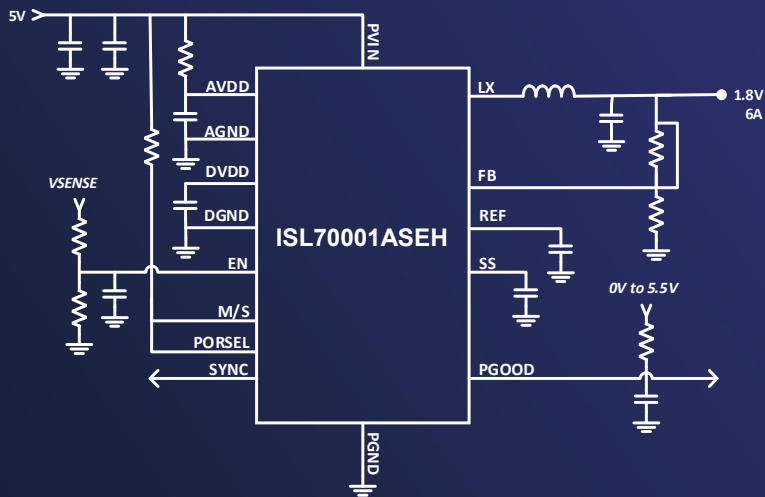 5V
PVIN
AVDD
AGND
DVDD
DGND
EN
M/S
PORSEL
SYNC
VSENSE
ISL70001ASEH
LX
FB
REF
SS
PGOOD
1.8V
6A
0V to 5.5V
PGND